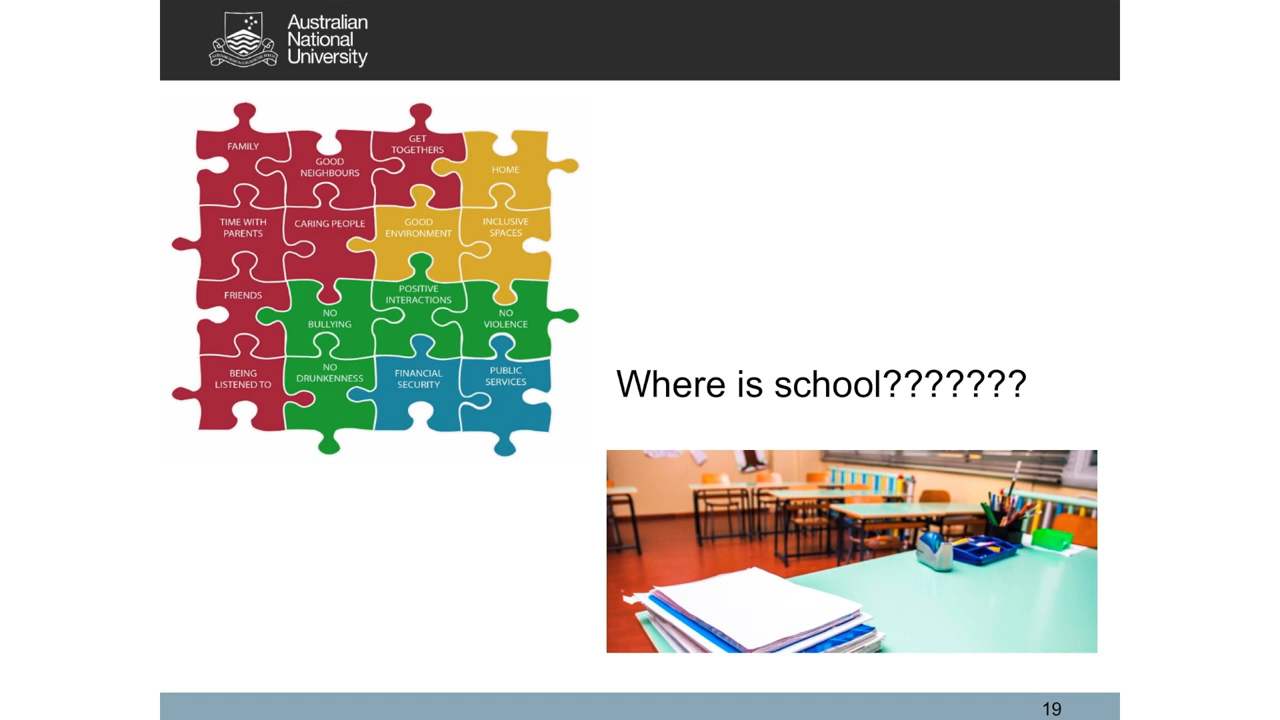 Australian
National
University
FAMILY
GOOD
NEIGHBOURS
GET
TOGETHERS
HOME
TIME WITH
PARENTS
CARING PEOPLE
GOOD
ENVIRONMENT
INCLUSIVE
SPACES
FRIENDS
NO
BULLYING
POSITIVE
INTERACTIONS
NO
VIOLENCE
BEING
LISTENED TO
NO
DRUNKENNESS
FINANCIAL
SECURITY
PUBLIC
SERVICES
Where is school???????
19